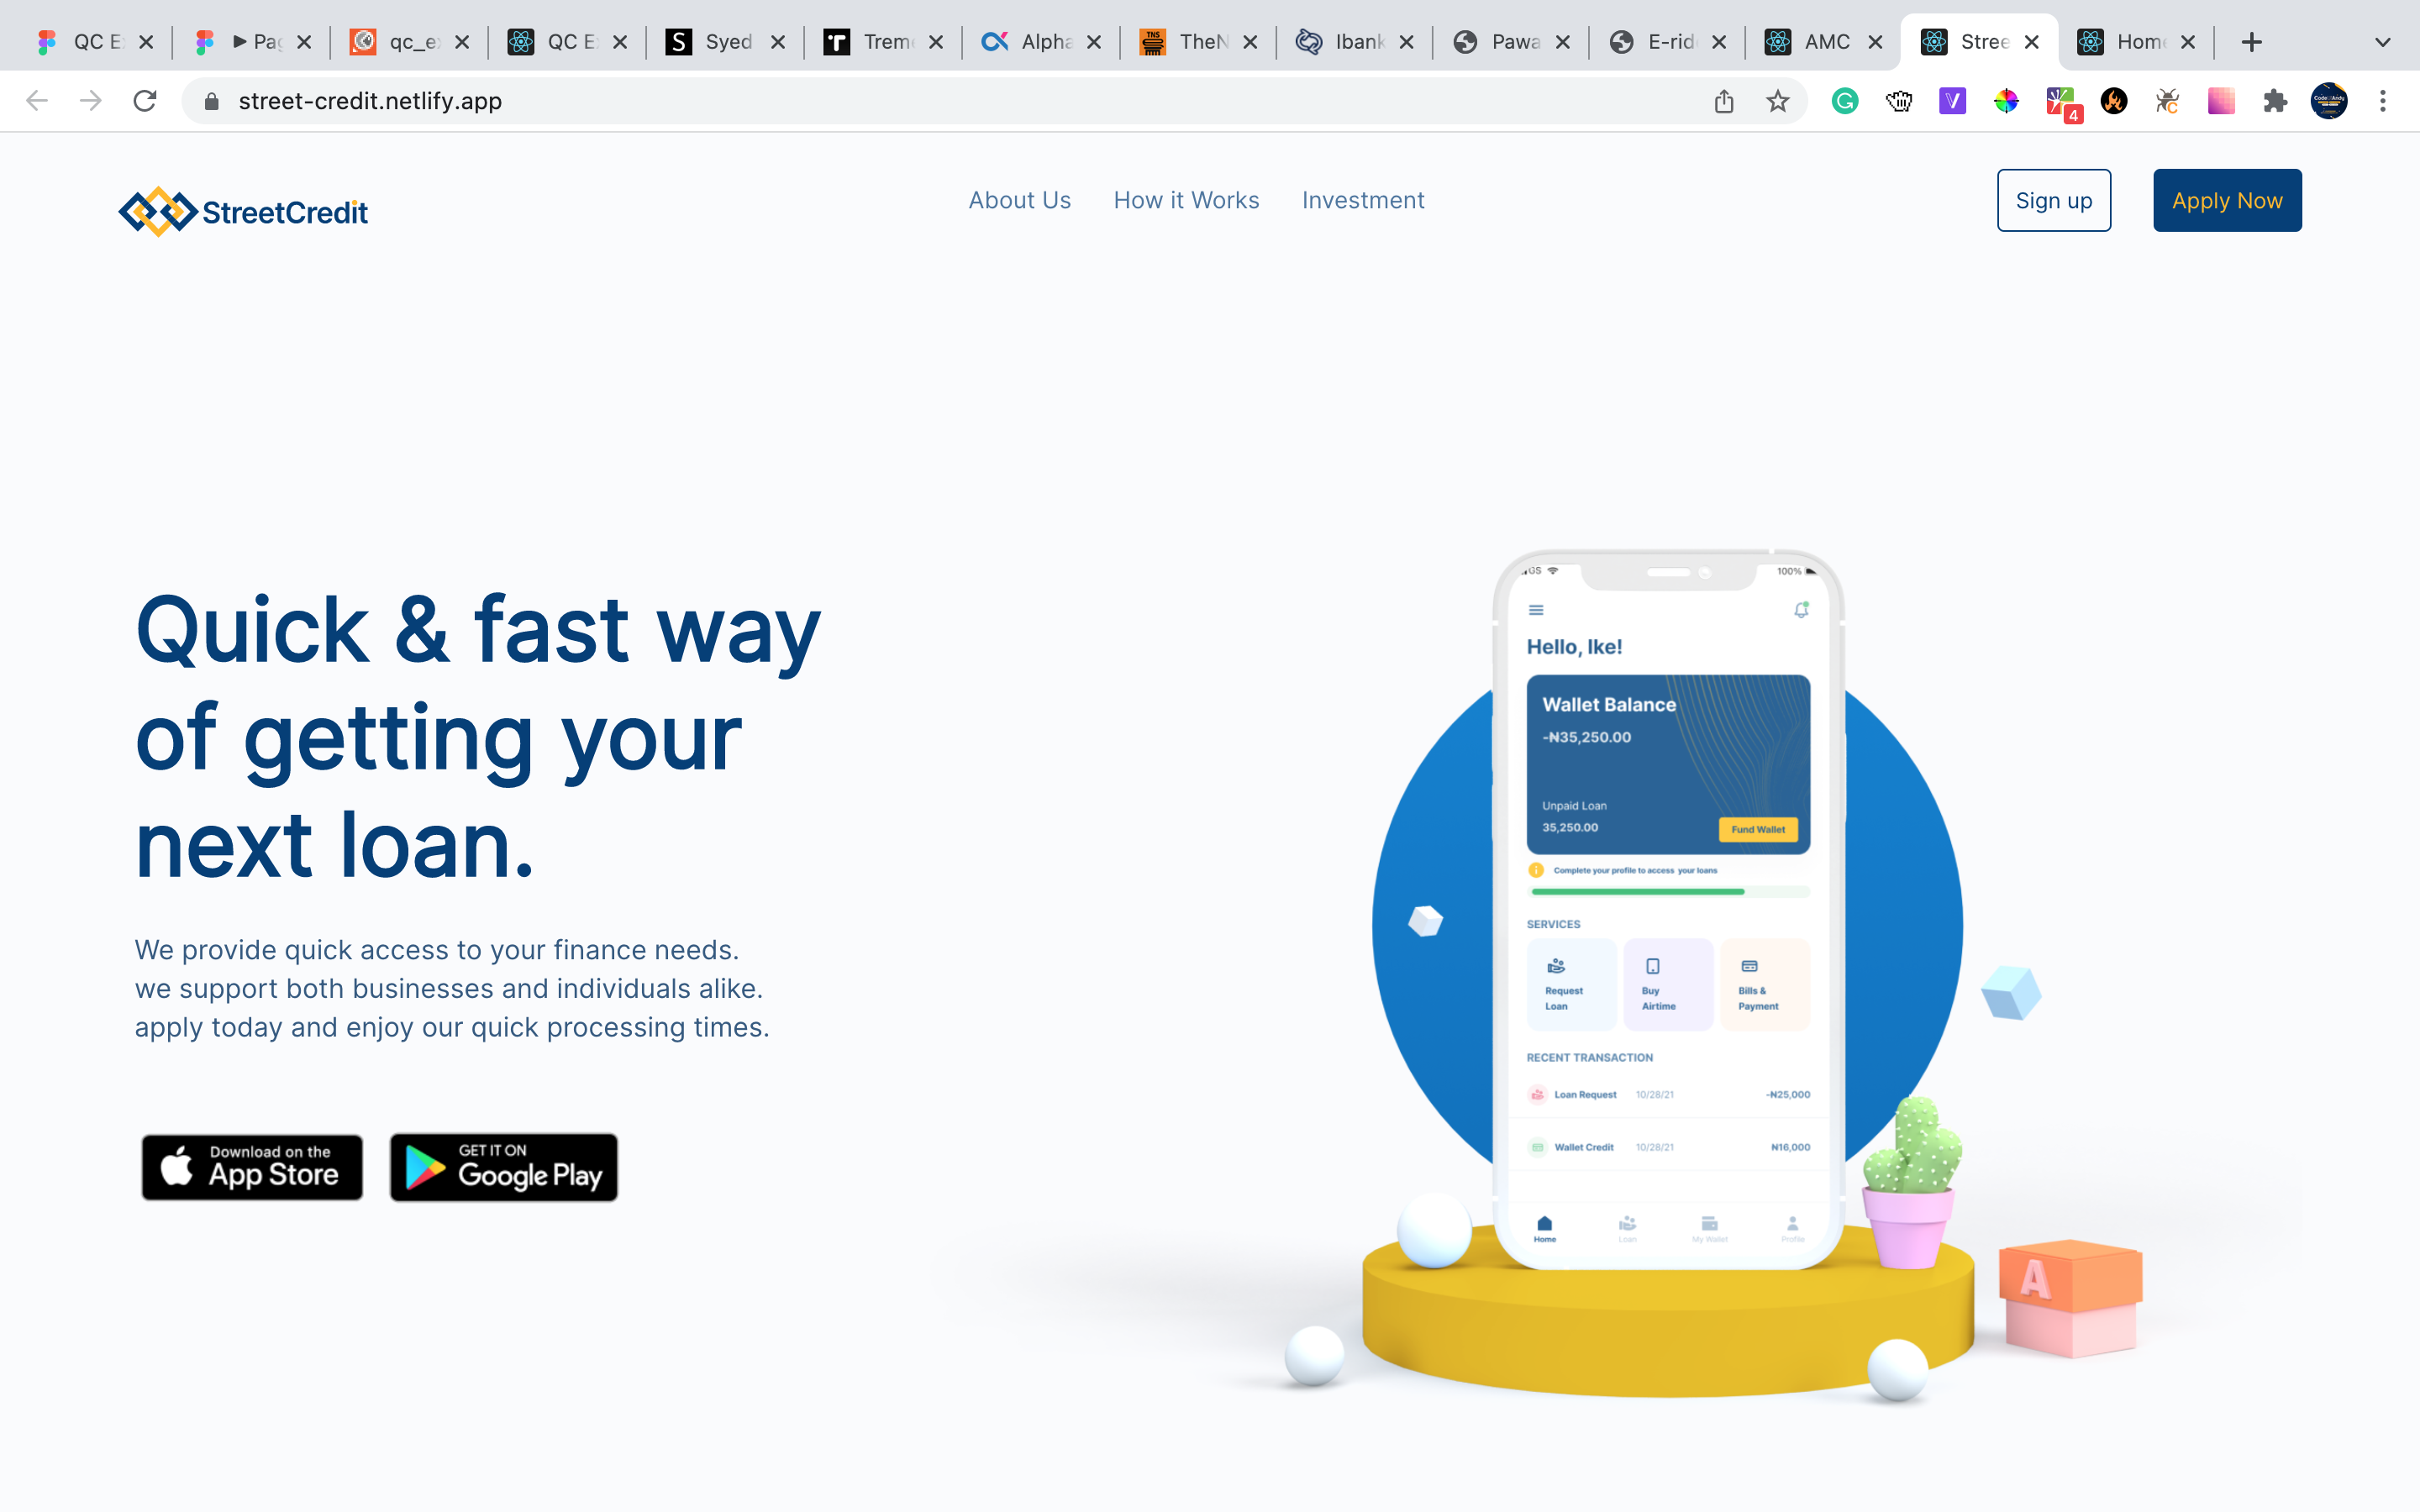 QC E
Pag
qc_e
QC E
Syed
Trem
Alpha
TheN
Ibank
Pawa
E-rid
AMC
Stree
Home
street-credit.netlify.app
4
StreetCredit
About Us
How it Works
Investment
Sign up
Apply Now
Quick & fast way
of getting your
next loan.
We provide quick access to your finance needs.
we support both businesses and individuals alike.
apply today and enjoy our quick processing times.
Download on the
App Store
GET IT ON
Google Play
GS
100%
Hello, Ike!
Wallet Balance
-₦35,250.00
Unpaid Loan
35,250.00
Fund Wallet
Complete your profile to access your loans
SERVICES
Request
Loan
Buy
Airtime
Bills &
Payment
RECENT TRANSACTION
Loan Request 10/28/21 -₦25,000
Wallet Credit 10/28/21 ₦16,000
Home
Loan
My Wallet
Profile
A